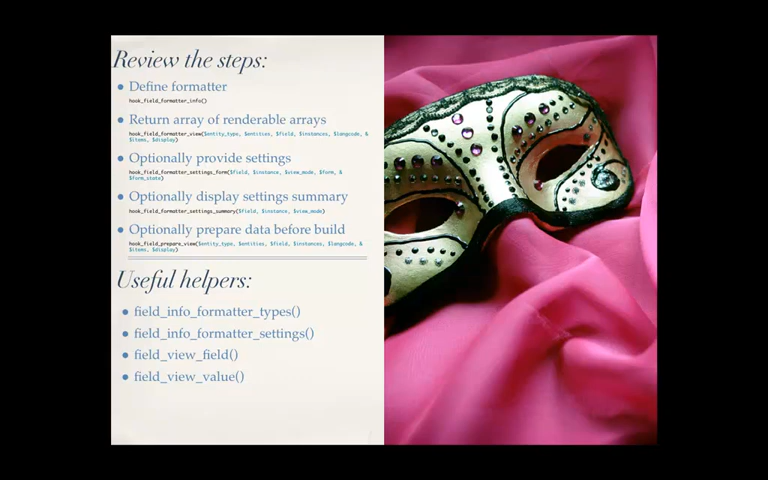 Review the steps:
Define formatter
hook_field_formatter_info()
Return array of renderable arrays
hook_field_formatter_view($entity_type, $entities, $field, $instances, $langcode, &
$items, $display)
Optionally provide settings
hook_field_formatter_settings_form($field, $instance, $view_mode, $form, &
$form_state)
Optionally display settings summary
hook_field_formatter_settings_summary($field, $instance, $view_mode)
Optionally prepare data before build
hook_field_prepare_view($entity_type, $entities, $field, $instances, $langcode, &
$items, $display)
Useful helpers:
field_info_formatter_types()
field_info_formatter_settings()
field_view_field()
field_view_value()